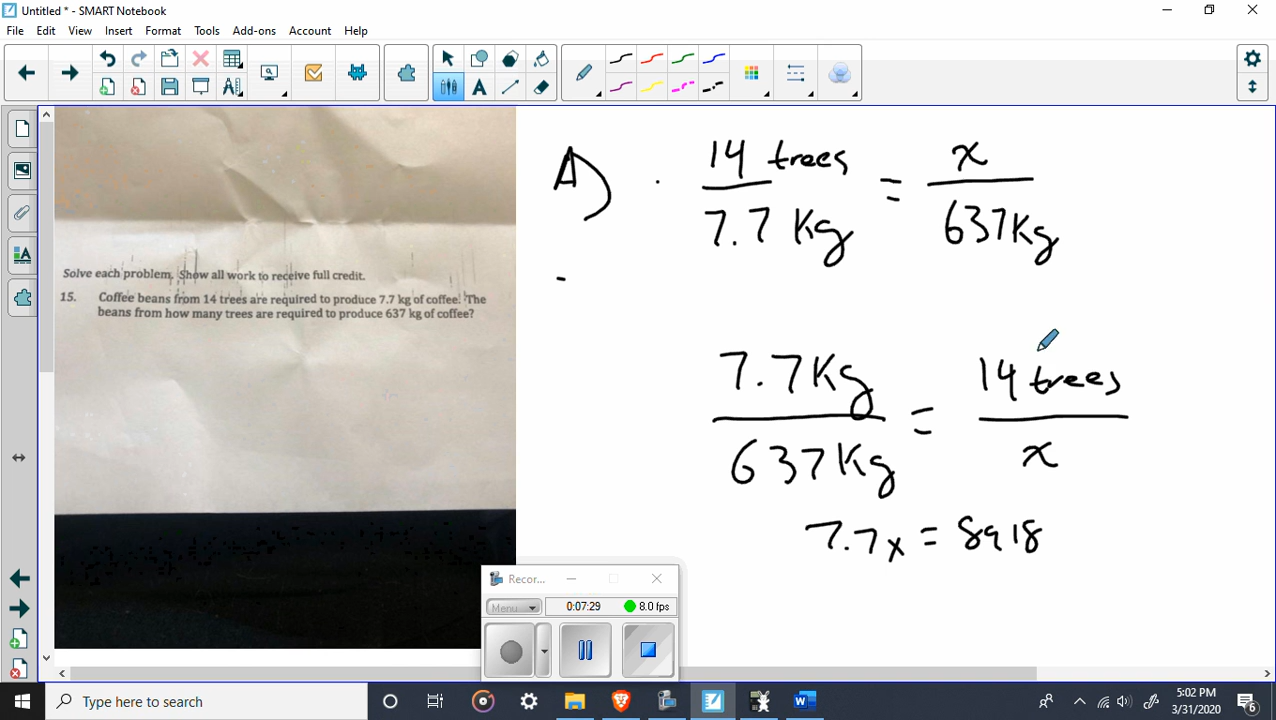 Untitled * - SMART Notebook
File Edit View Insert Format Tools Add-ons Account Help
Solve each problem. Show all work to receive full credit.
15. Coffee beans from 14 trees are required to produce 7.7 kg of coffee. The
beans from how many trees are required to produce 637 kg of coffee?
A) 14 trees / 7.7 Kg = x / 637 Kg
7.7 Kg / 637 Kg = 14 trees / x
7.7x = 8918
Recor...
Menu 0:07:29 8.0 fps
Type here to search
5:02 PM
3/31/2020
6